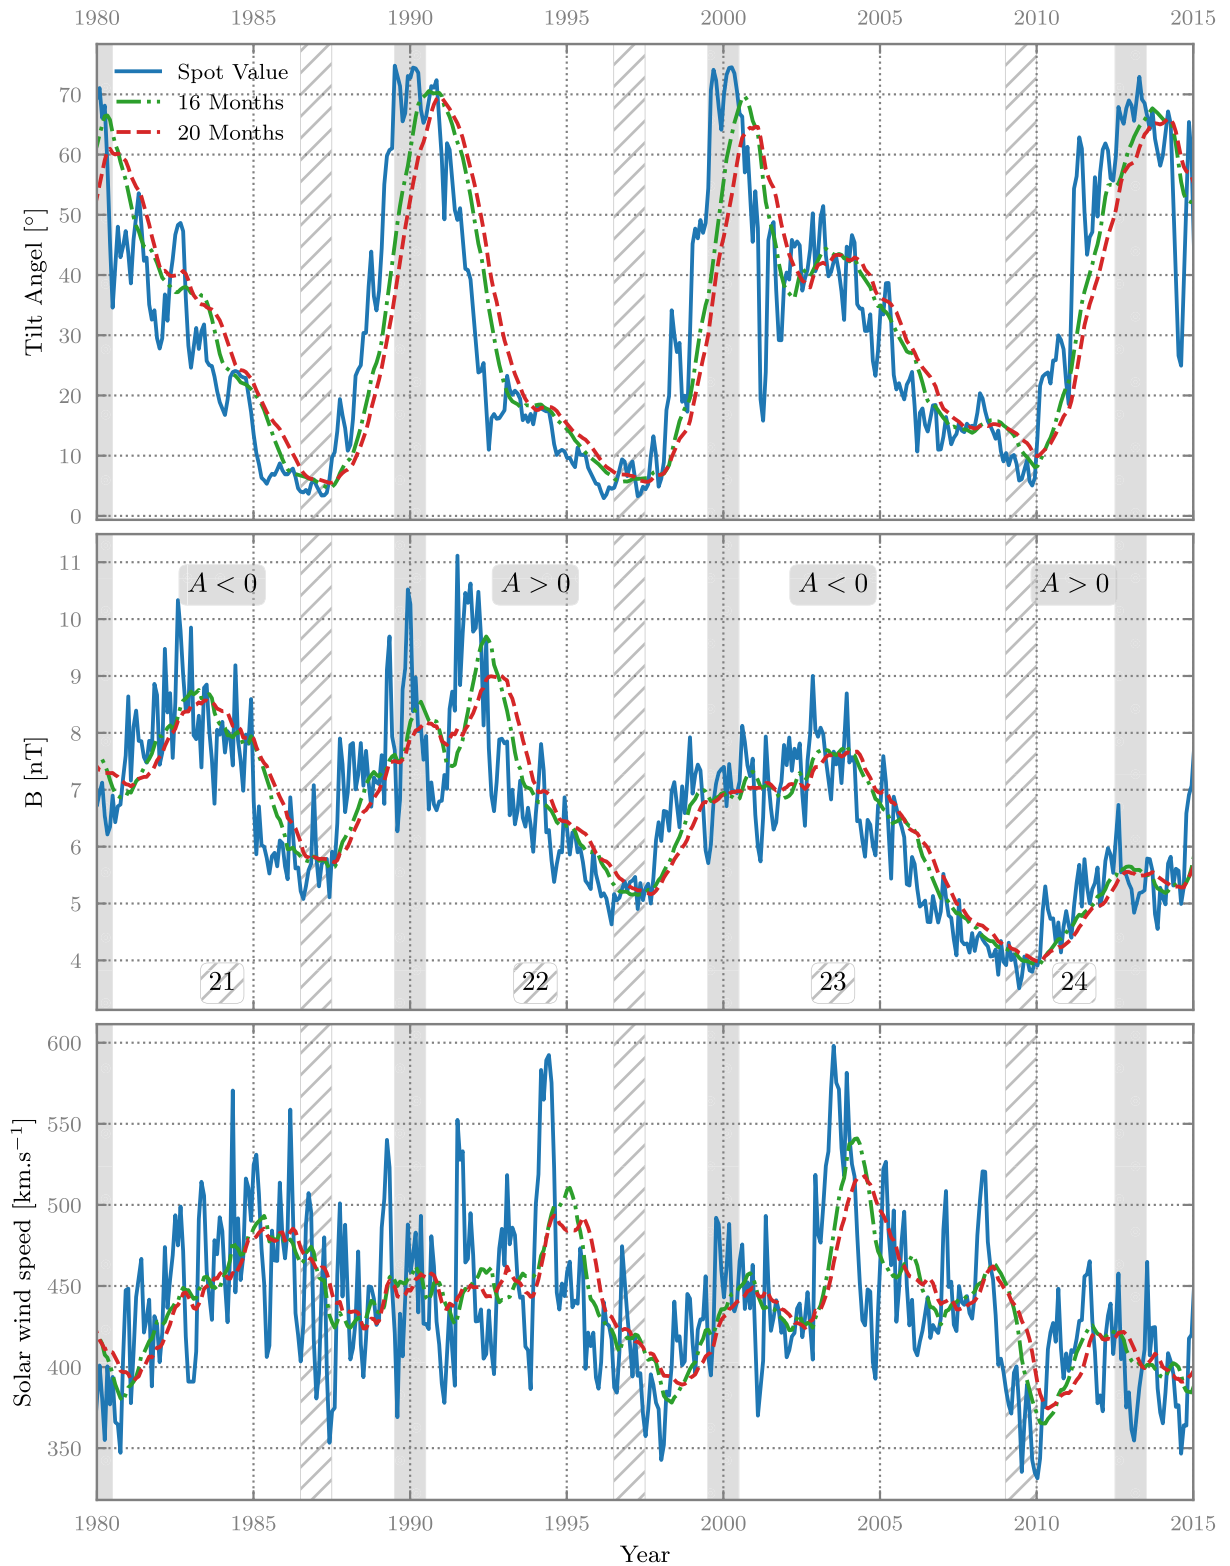 1980 1985 1990 1995 2000 2005 2010 2015
Spot Value
16 Months
20 Months
70
60
50
40
30
20
10
0
Tilt Angel [°]
A < 0 A > 0 A < 0 A > 0
11
10
9
8
7
6
5
4
B [nT]
21 22 23 24
600
550
500
450
400
350
Solar wind speed [km.s⁻¹]
1980 1985 1990 1995 2000 2005 2010 2015
Year